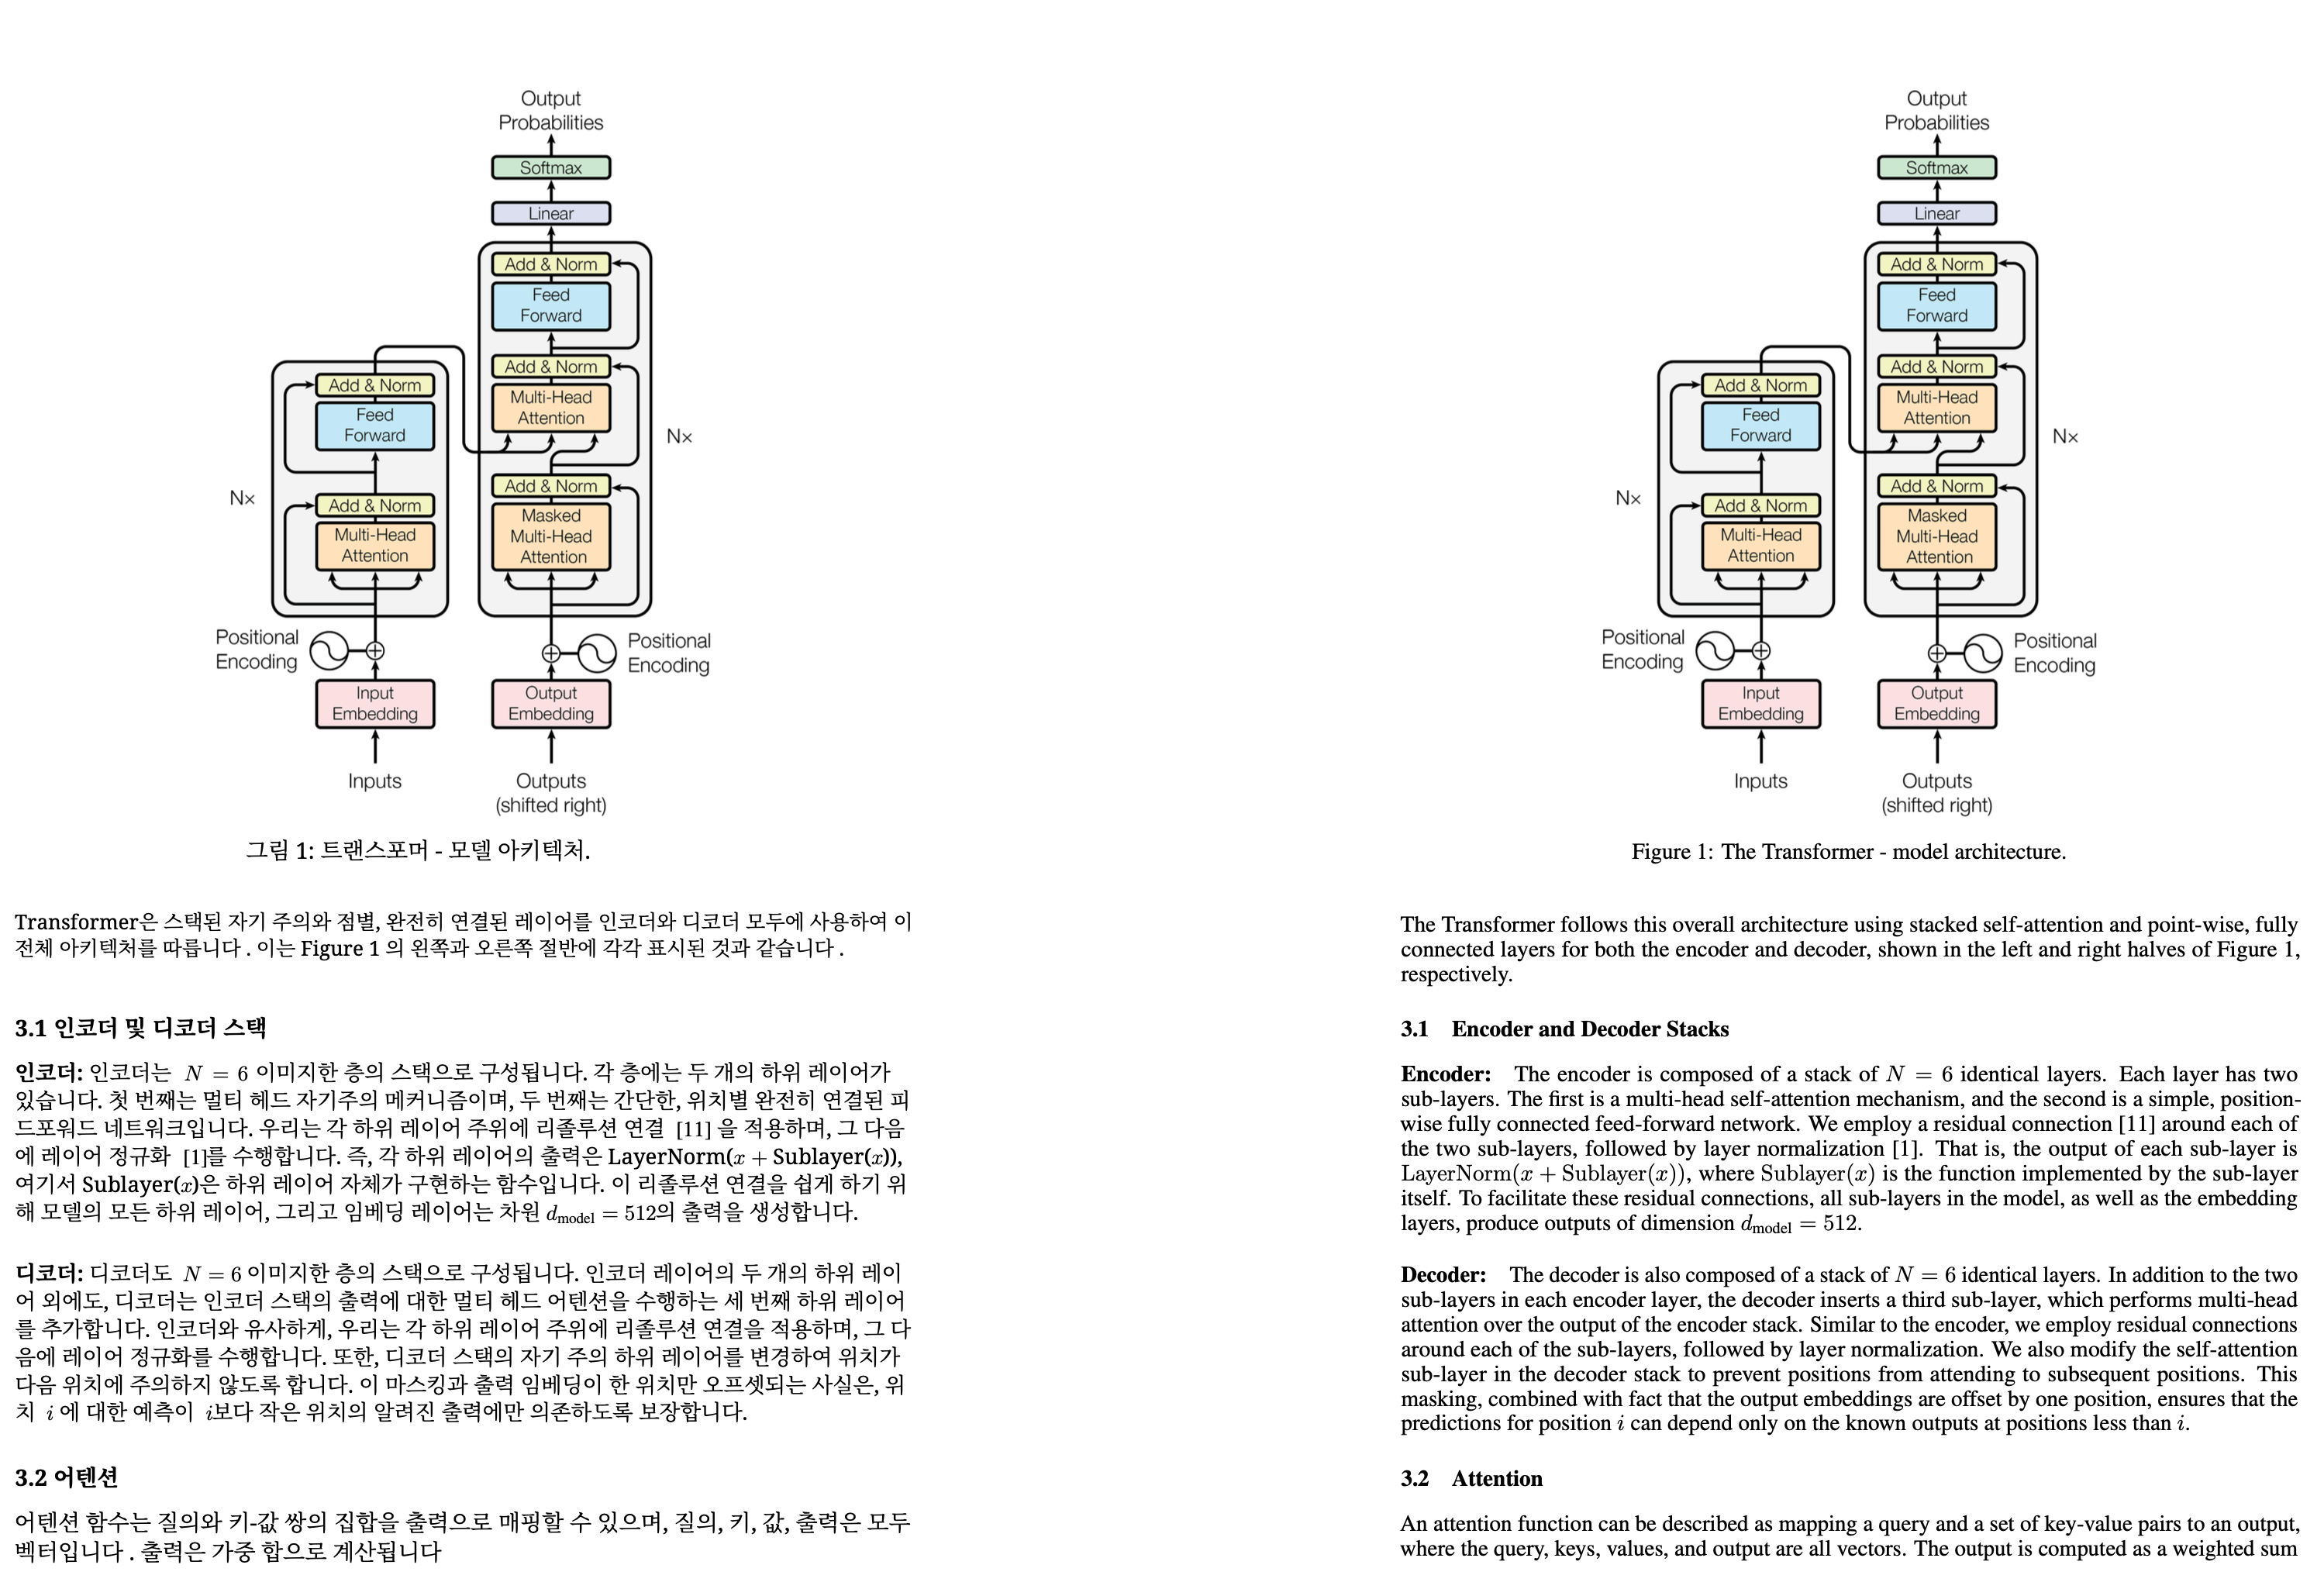 Output
Probabilities
Softmax
Linear
Add & Norm
Feed
Forward
Add & Norm
Multi-Head
Attention
Add & Norm
Feed
Forward
Nx
Nx
Add & Norm
Add & Norm
Masked
Multi-Head
Attention
Multi-Head
Attention
Positional
Encoding
Positional
Encoding
Input
Embedding
Output
Embedding
Inputs
Outputs
(shifted right)
그림 1: 트랜스포머 - 모델 아키텍처.
Transformer은 스택된 자기 주의와 점별, 완전히 연결된 레이어를 인코더와 디코더 모두에 사용하여 이
전체 아키텍처를 따릅니다 . 이는 Figure 1 의 왼쪽과 오른쪽 절반에 각각 표시된 것과 같습니다 .
3.1 인코더 및 디코더 스택
인코더: 인코더는 N = 6 이미지한 층의 스택으로 구성됩니다. 각 층에는 두 개의 하위 레이어가
있습니다. 첫 번째는 멀티 헤드 자기주의 메커니즘이며, 두 번째는 간단한, 위치별 완전히 연결된 피
드포워드 네트워크입니다. 우리는 각 하위 레이어 주위에 리졸루션 연결 [11] 을 적용하며, 그 다음
에 레이어 정규화 [1]를 수행합니다. 즉, 각 하위 레이어의 출력은 LayerNorm(x + Sublayer(x)),
여기서 Sublayer(x)은 하위 레이어 자체가 구현하는 함수입니다. 이 리졸루션 연결을 쉽게 하기 위
해 모델의 모든 하위 레이어, 그리고 임베딩 레이어는 차원 d_model = 512의 출력을 생성합니다.
디코더: 디코더도 N = 6 이미지한 층의 스택으로 구성됩니다. 인코더 레이어의 두 개의 하위 레이
어 외에도, 디코더는 인코더 스택의 출력에 대한 멀티 헤드 어텐션을 수행하는 세 번째 하위 레이어
를 추가합니다. 인코더와 유사하게, 우리는 각 하위 레이어 주위에 리졸루션 연결을 적용하며, 그 다
음에 레이어 정규화를 수행합니다. 또한, 디코더 스택의 자기 주의 하위 레이어를 변경하여 위치가
다음 위치에 주의하지 않도록 합니다. 이 마스킹과 출력 임베딩이 한 위치만 오프셋되는 사실은, 위
치 i 에 대한 예측이 i보다 작은 위치의 알려진 출력에만 의존하도록 보장합니다.
3.2 어텐션
어텐션 함수는 질의와 키-값 쌍의 집합을 출력으로 매핑할 수 있으며, 질의, 키, 값, 출력은 모두
벡터입니다 . 출력은 가중 합으로 계산됩니다
Output
Probabilities
Softmax
Linear
Add & Norm
Feed
Forward
Add & Norm
Multi-Head
Attention
Add & Norm
Feed
Forward
Nx
Nx
Add & Norm
Add & Norm
Masked
Multi-Head
Attention
Multi-Head
Attention
Positional
Encoding
Positional
Encoding
Input
Embedding
Output
Embedding
Inputs
Outputs
(shifted right)
Figure 1: The Transformer - model architecture.
The Transformer follows this overall architecture using stacked self-attention and point-wise, fully
connected layers for both the encoder and decoder, shown in the left and right halves of Figure 1,
respectively.
3.1 Encoder and Decoder Stacks
Encoder: The encoder is composed of a stack of N = 6 identical layers. Each layer has two
sub-layers. The first is a multi-head self-attention mechanism, and the second is a simple, position-
wise fully connected feed-forward network. We employ a residual connection [11] around each of
the two sub-layers, followed by layer normalization [1]. That is, the output of each sub-layer is
LayerNorm(x + Sublayer(x)), where Sublayer(x) is the function implemented by the sub-layer
itself. To facilitate these residual connections, all sub-layers in the model, as well as the embedding
layers, produce outputs of dimension d_model = 512.
Decoder: The decoder is also composed of a stack of N = 6 identical layers. In addition to the two
sub-layers in each encoder layer, the decoder inserts a third sub-layer, which performs multi-head
attention over the output of the encoder stack. Similar to the encoder, we employ residual connections
around each of the sub-layers, followed by layer normalization. We also modify the self-attention
sub-layer in the decoder stack to prevent positions from attending to subsequent positions. This
masking, combined with fact that the output embeddings are offset by one position, ensures that the
predictions for position i can depend only on the known outputs at positions less than i.
3.2 Attention
An attention function can be described as mapping a query and a set of key-value pairs to an output,
where the query, keys, values, and output are all vectors. The output is computed as a weighted sum